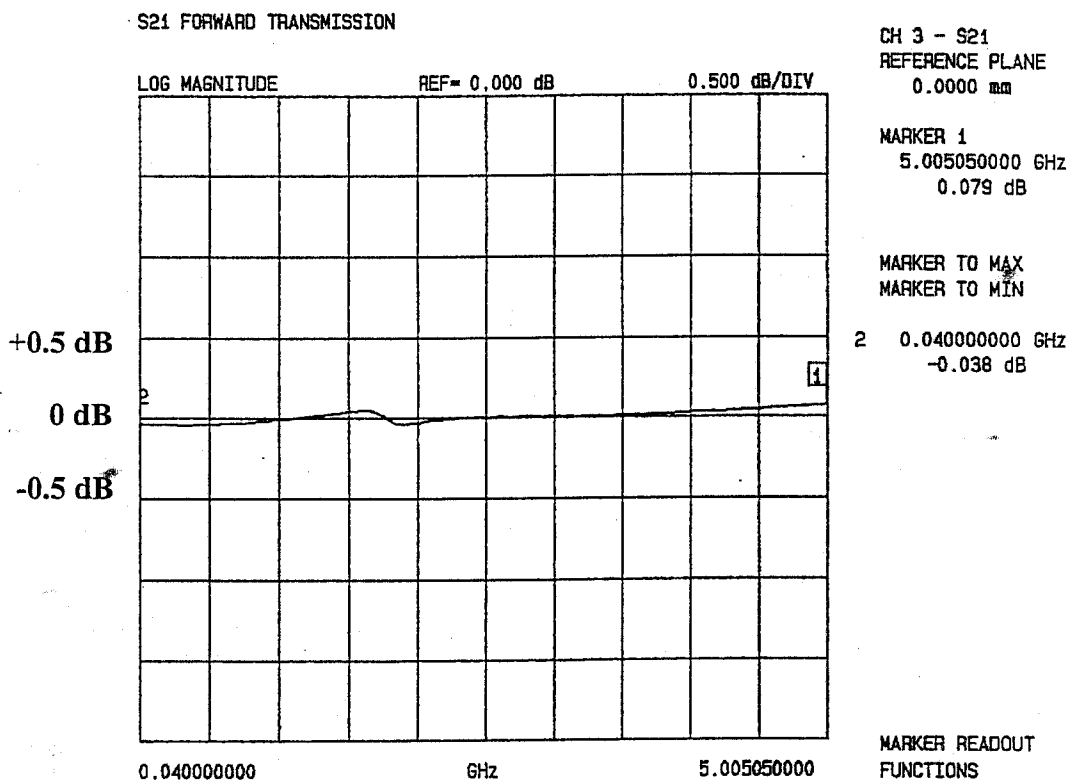 S21 FORWARD TRANSMISSION
LOG MAGNITUDE REF= 0.000 dB 0.500 dB/DIV
CH 3 - S21
REFERENCE PLANE
0.0000 mm
MARKER 1
5.005050000 GHz
0.079 dB
MARKER TO MAX
MARKER TO MIN
2 0.040000000 GHz
-0.038 dB
+0.5 dB
0 dB
-0.5 dB
2
1
0.040000000 GHz 5.005050000
MARKER READOUT
FUNCTIONS